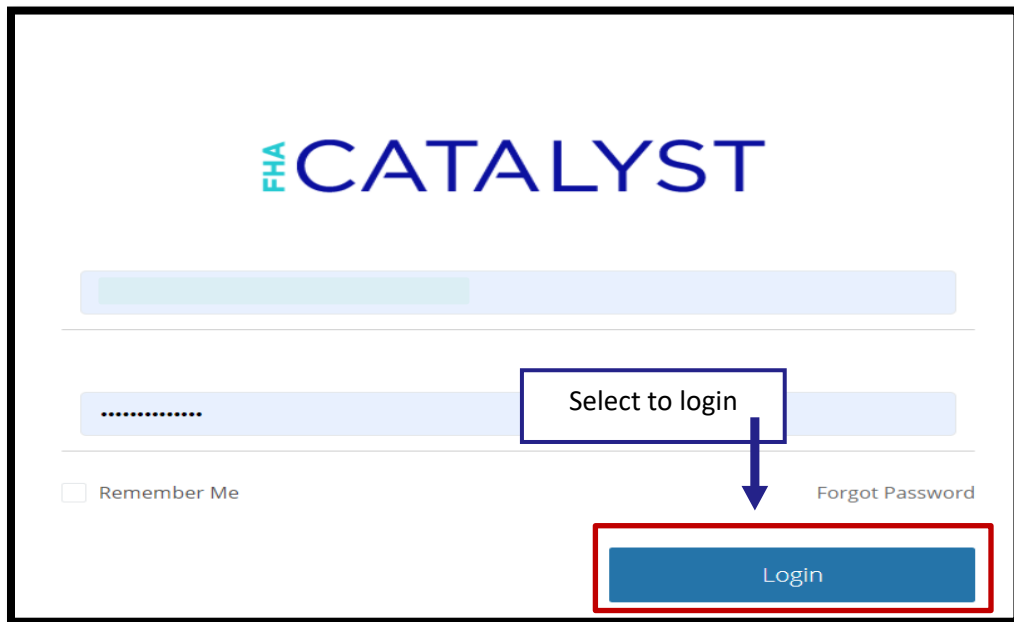 FHA CATALYST
Select to login
••••••••••••••
Remember Me
Forgot Password
Login